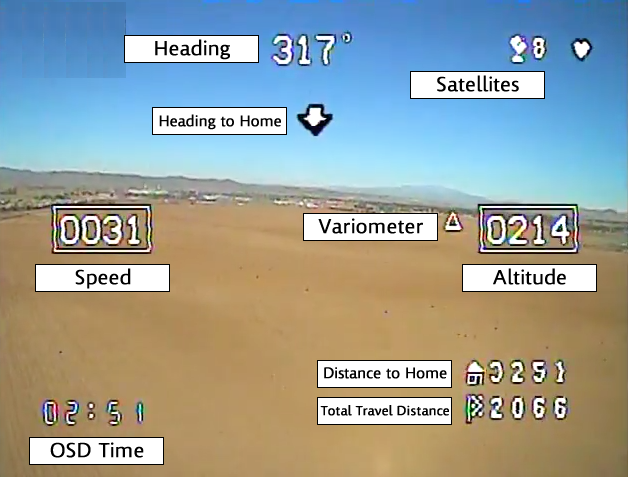 Heading 317°
8
Satellites
Heading to Home
Variometer
0031 0214
Speed Altitude
Distance to Home 0251
Total Travel Distance 2066
02:51
OSD Time